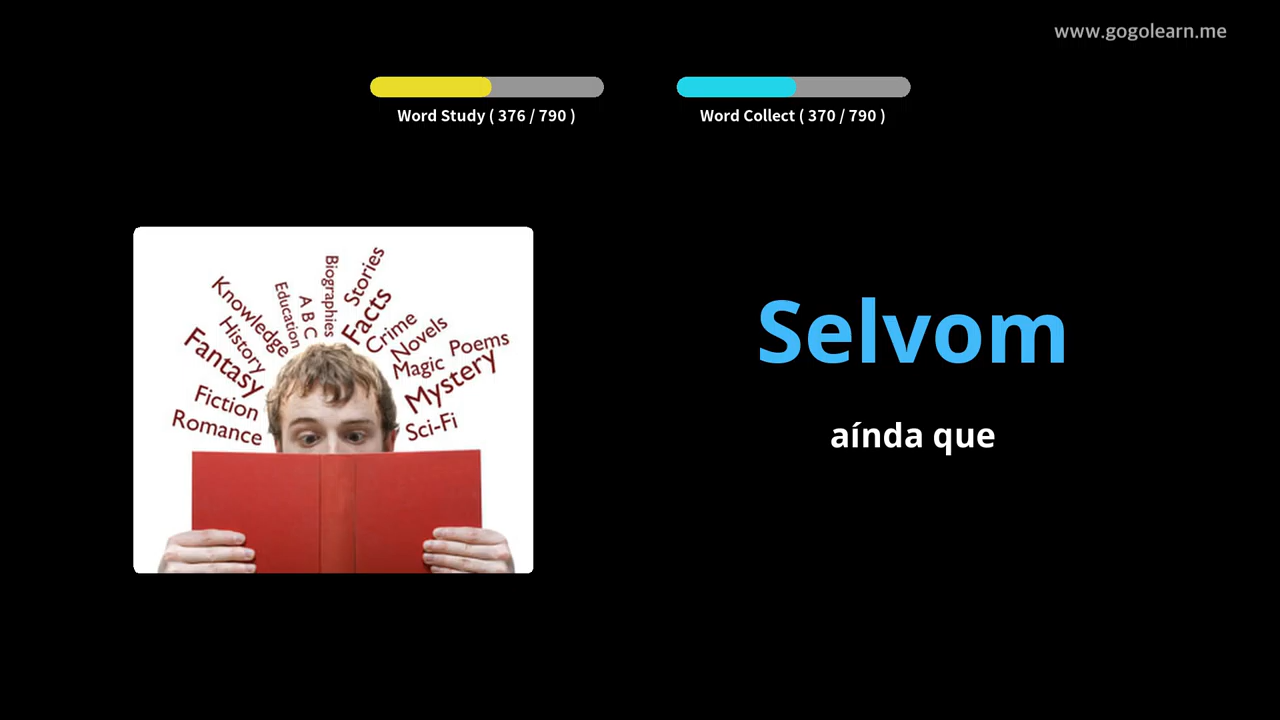 www.gogolearn.me
Word Study ( 376 / 790 )
Word Collect ( 370 / 790 )
Stories
Biographies
Facts
A B C
Education
Knowledge
Crime
Novels
History
Poems
Magic
Fantasy
Mystery
Fiction
Romance
Sci-Fi
Selvom
aínda que